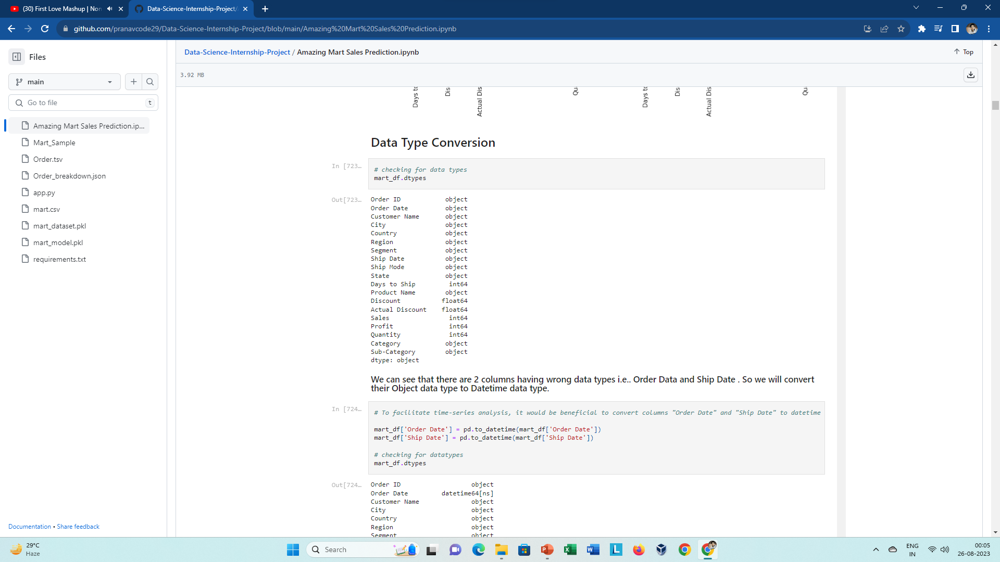 (30) First Love Mashup | Non
Data-Science-Internship-Project/
github.com/pranavcode29/Data-Science-Internship-Project/blob/main/Amazing%20Mart%20Sales%20Prediction.ipynb
Files
main
Go to file
t
Amazing Mart Sales Prediction.ip...
Mart_Sample
Order.tsv
Order_breakdown.json
app.py
mart.csv
mart_dataset.pkl
mart_model.pkl
requirements.txt
Documentation • Share feedback
Data-Science-Internship-Project / Amazing Mart Sales Prediction.ipynb
Top
3.92 MB
Days to
Dis
Actual Dis
Qu
Days to
Dis
Actual Dis
Qu
Data Type Conversion
In [723…
# checking for data types
mart_df.dtypes
Out[723…
Order ID object
Order Date object
Customer Name object
City object
Country object
Region object
Segment object
Ship Date object
Ship Mode object
State object
Days to Ship int64
Product Name object
Discount float64
Actual Discount float64
Sales int64
Profit int64
Quantity int64
Category object
Sub-Category object
dtype: object
We can see that there are 2 columns having wrong data types i.e.. Order Data and Ship Date . So we will convert
their Object data type to Datetime data type.
In [724…
# To facilitate time-series analysis, it would be beneficial to convert columns "Order Date" and "Ship Date" to datetime
mart_df['Order Date'] = pd.to_datetime(mart_df['Order Date'])
mart_df['Ship Date'] = pd.to_datetime(mart_df['Ship Date'])
# checking for datatypes
mart_df.dtypes
Out[724…
Order ID object
Order Date datetime64[ns]
Customer Name object
City object
Country object
Region object
Segment object
29°C
Haze
Search
ENG
IN
00:05
26-08-2023